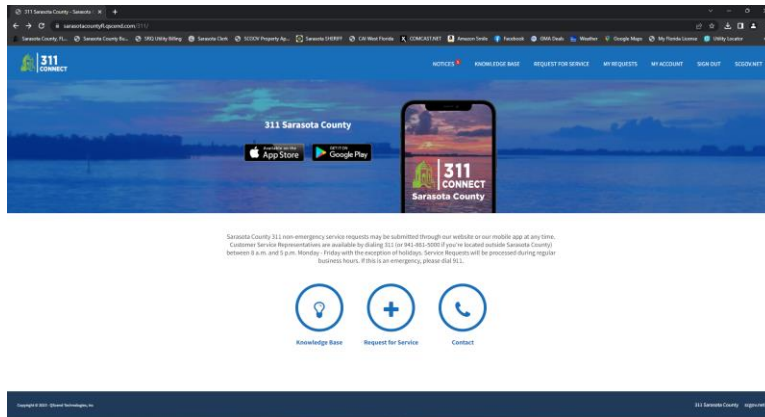 311 Sarasota County - Sarasota
sarasotacountyfl.qscend.com/311/
Sarasota County, FL... Sarasota County Ba... SRQ Utility Billing Sarasota Clerk SCGOV Property Ap... Sarasota SHERIFF CW West Florida COMCAST.NET Amazon Smile Facebook GMA Deals Weather Google Maps My Florida License Utility Locator
311
CONNECT
NOTICES KNOWLEDGE BASE REQUEST FOR SERVICE MY REQUESTS MY ACCOUNT SIGN OUT SCGOV.NET
311 Sarasota County
App Store
GET IT ON
Google Play
311
CONNECT
Sarasota County
Sarasota County 311 non-emergency service requests may be submitted through our website or our mobile app at any time.
Customer Service Representatives are available by dialing 311 (or 941-861-5000 if you're located outside Sarasota County)
between 8 a.m. and 5 p.m. Monday - Friday with the exception of holidays. Service Requests will be processed during regular
business hours. If this is an emergency, please dial 911.
Knowledge Base Request for Service Contact
311 Sarasota County scgov.net